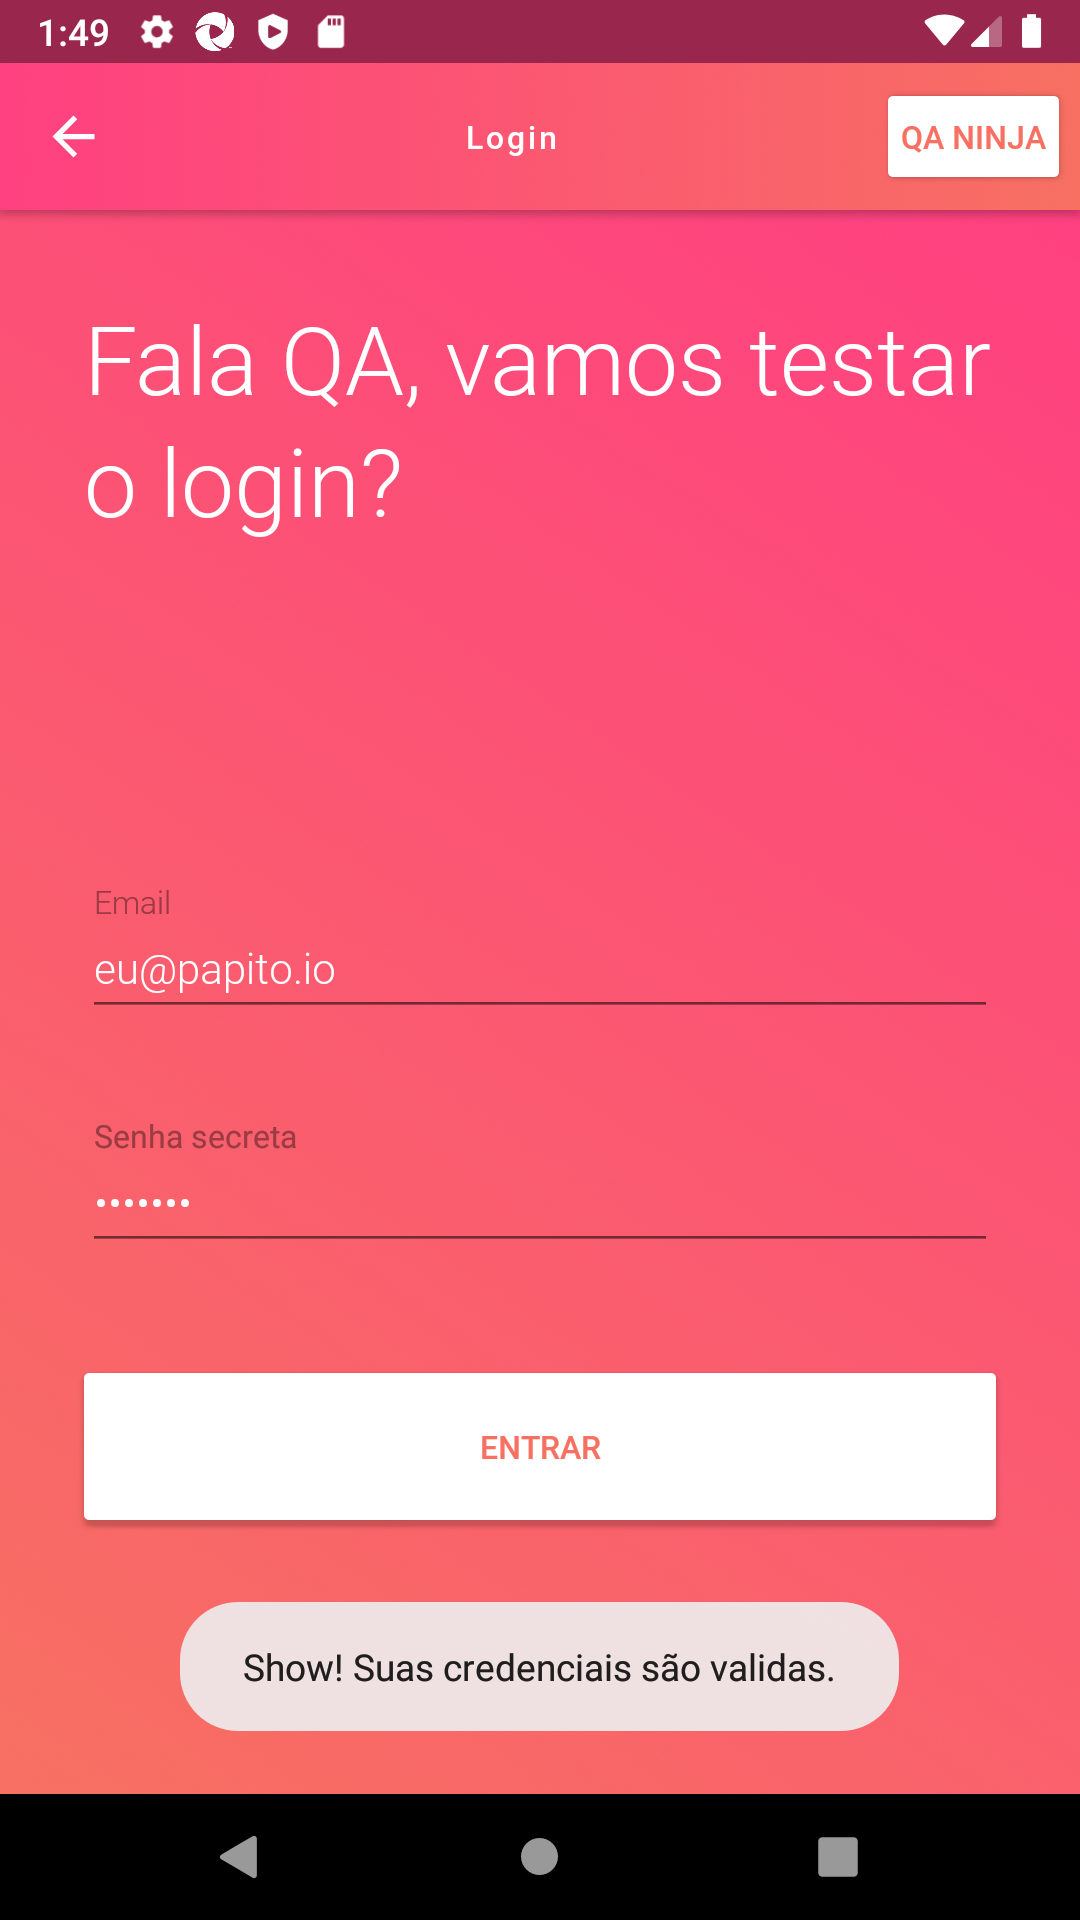 1:49
Login
QA NINJA
Fala QA, vamos testar
o login?
Email
eu@papito.io
Senha secreta
•••••••
ENTRAR
Show! Suas credenciais são validas.